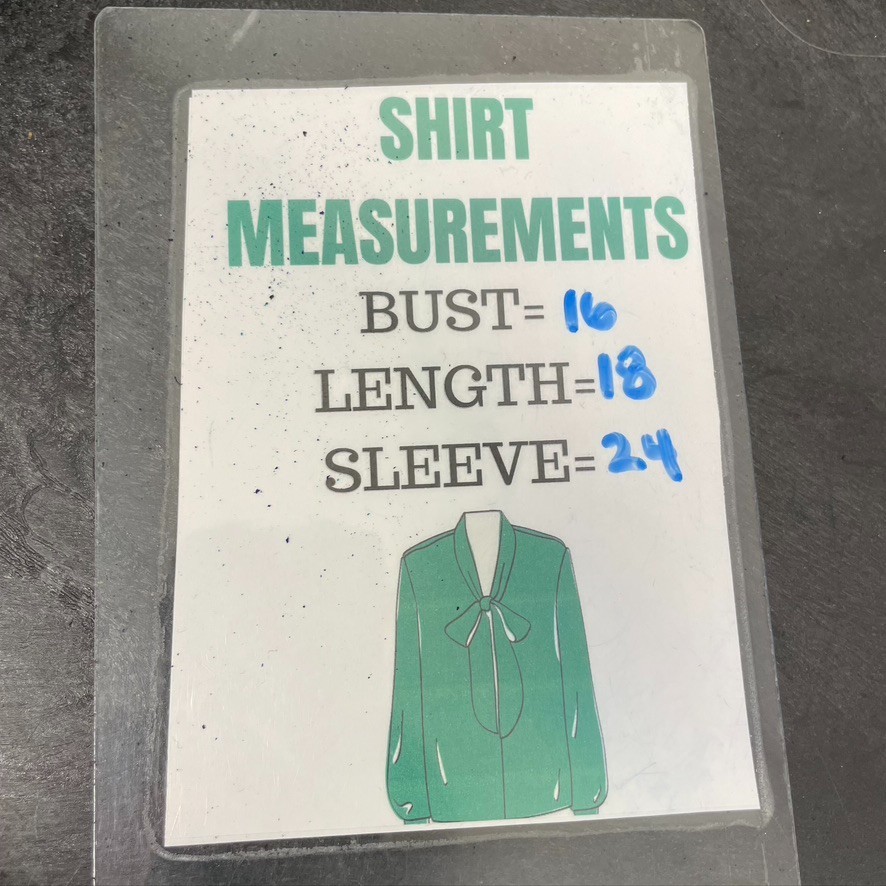 SHIRT
MEASUREMENTS
BUST= 16
LENGTH=18
SLEEVE=24